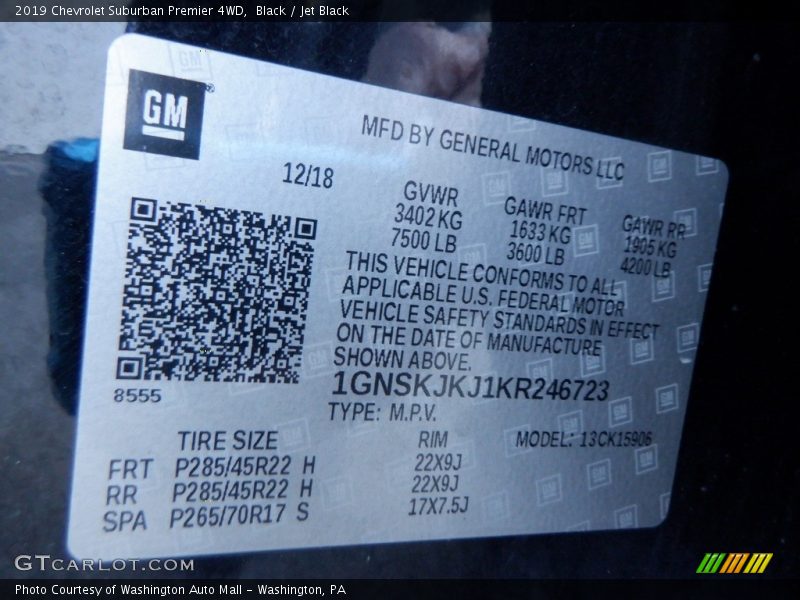 2019 Chevrolet Suburban Premier 4WD, Black / Jet Black
GM
MFD BY GENERAL MOTORS LLC
12/18
GVWR GAWR FRT GAWR RR
3402 KG 1633 KG 1905 KG
7500 LB 3600 LB 4200 LB
THIS VEHICLE CONFORMS TO ALL
APPLICABLE U.S. FEDERAL MOTOR
VEHICLE SAFETY STANDARDS IN EFFECT
ON THE DATE OF MANUFACTURE
SHOWN ABOVE.
8555
1GNSKJKJ1KR246723
TYPE: M.P.V.
TIRE SIZE RIM MODEL: 13CK15906
FRT P285/45R22 H 22X9J
RR P285/45R22 H 22X9J
SPA P265/70R17 S 17X7.5J
GTCARLOT.COM
Photo Courtesy of Washington Auto Mall - Washington, PA